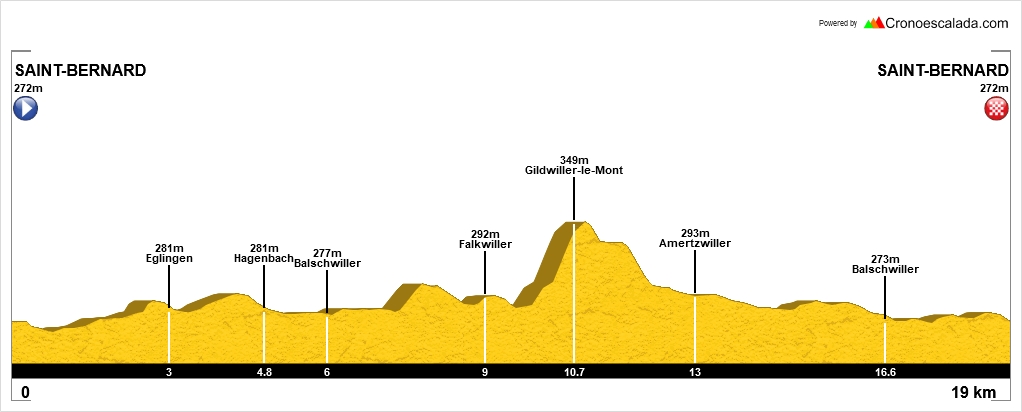 Powered by Cronoescalada.com
SAINT-BERNARD
272m
SAINT-BERNARD
272m
281m
Eglingen
281m
Hagenbach
277m
Balschwiller
292m
Falkwiller
349m
Gildwiller-le-Mont
293m
Amertzwiller
273m
Balschwiller
3 4.8 6 9 10.7 13 16.6
0 19 km